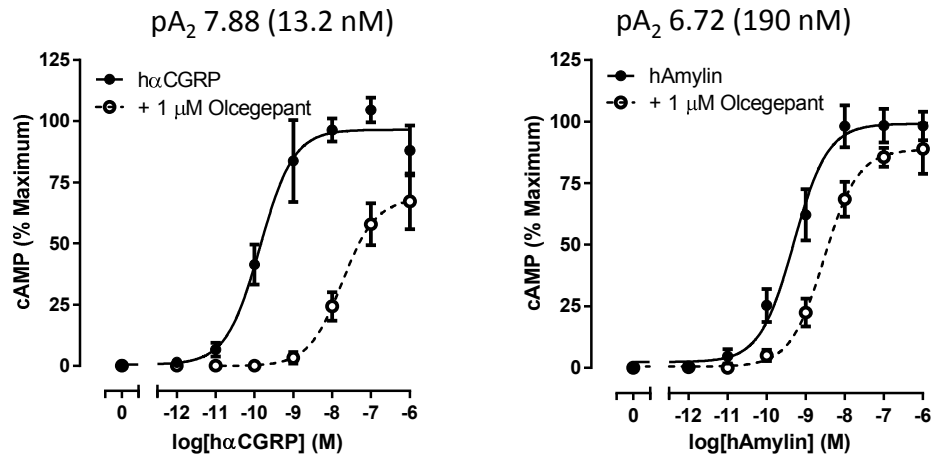 pA₂ 7.88 (13.2 nM)
125
100
75
50
25
0
cAMP (% Maximum)
hαCGRP
+ 1 μM Olcegepant
0 -12 -11 -10 -9 -8 -7 -6
log[hαCGRP] (M)
pA₂ 6.72 (190 nM)
125
100
75
50
25
0
cAMP (% Maximum)
hAmylin
+ 1 μM Olcegepant
0 -12 -11 -10 -9 -8 -7 -6
log[hAmylin] (M)